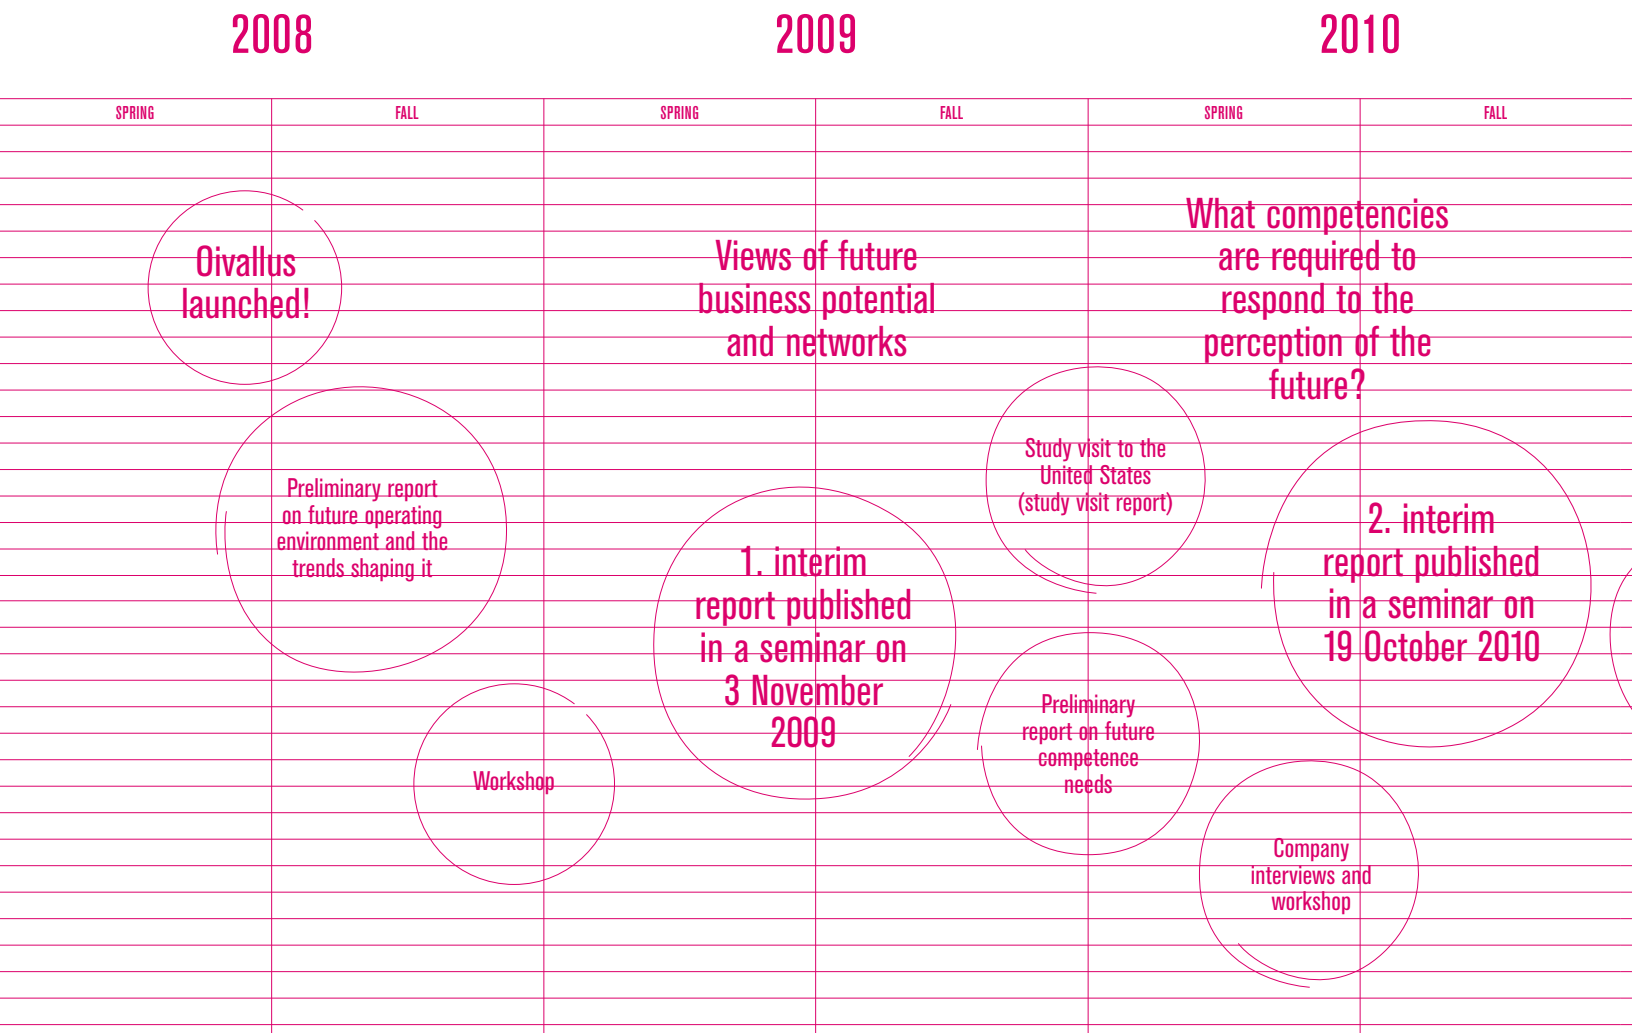 2008
2009
2010
SPRING
FALL
SPRING
FALL
SPRING
FALL
Oivallus
launched!
Preliminary report
on future operating
environment and the
trends shaping it
Workshop
Views of future
business potential
and networks
1. interim
report published
in a seminar on
3 November
2009
Study visit to the
United States
(study visit report)
Preliminary
report on future
competence
needs
What competencies
are required to
respond to the
perception of the
future?
2. interim
report published
in a seminar on
19 October 2010
Company
interviews and
workshop